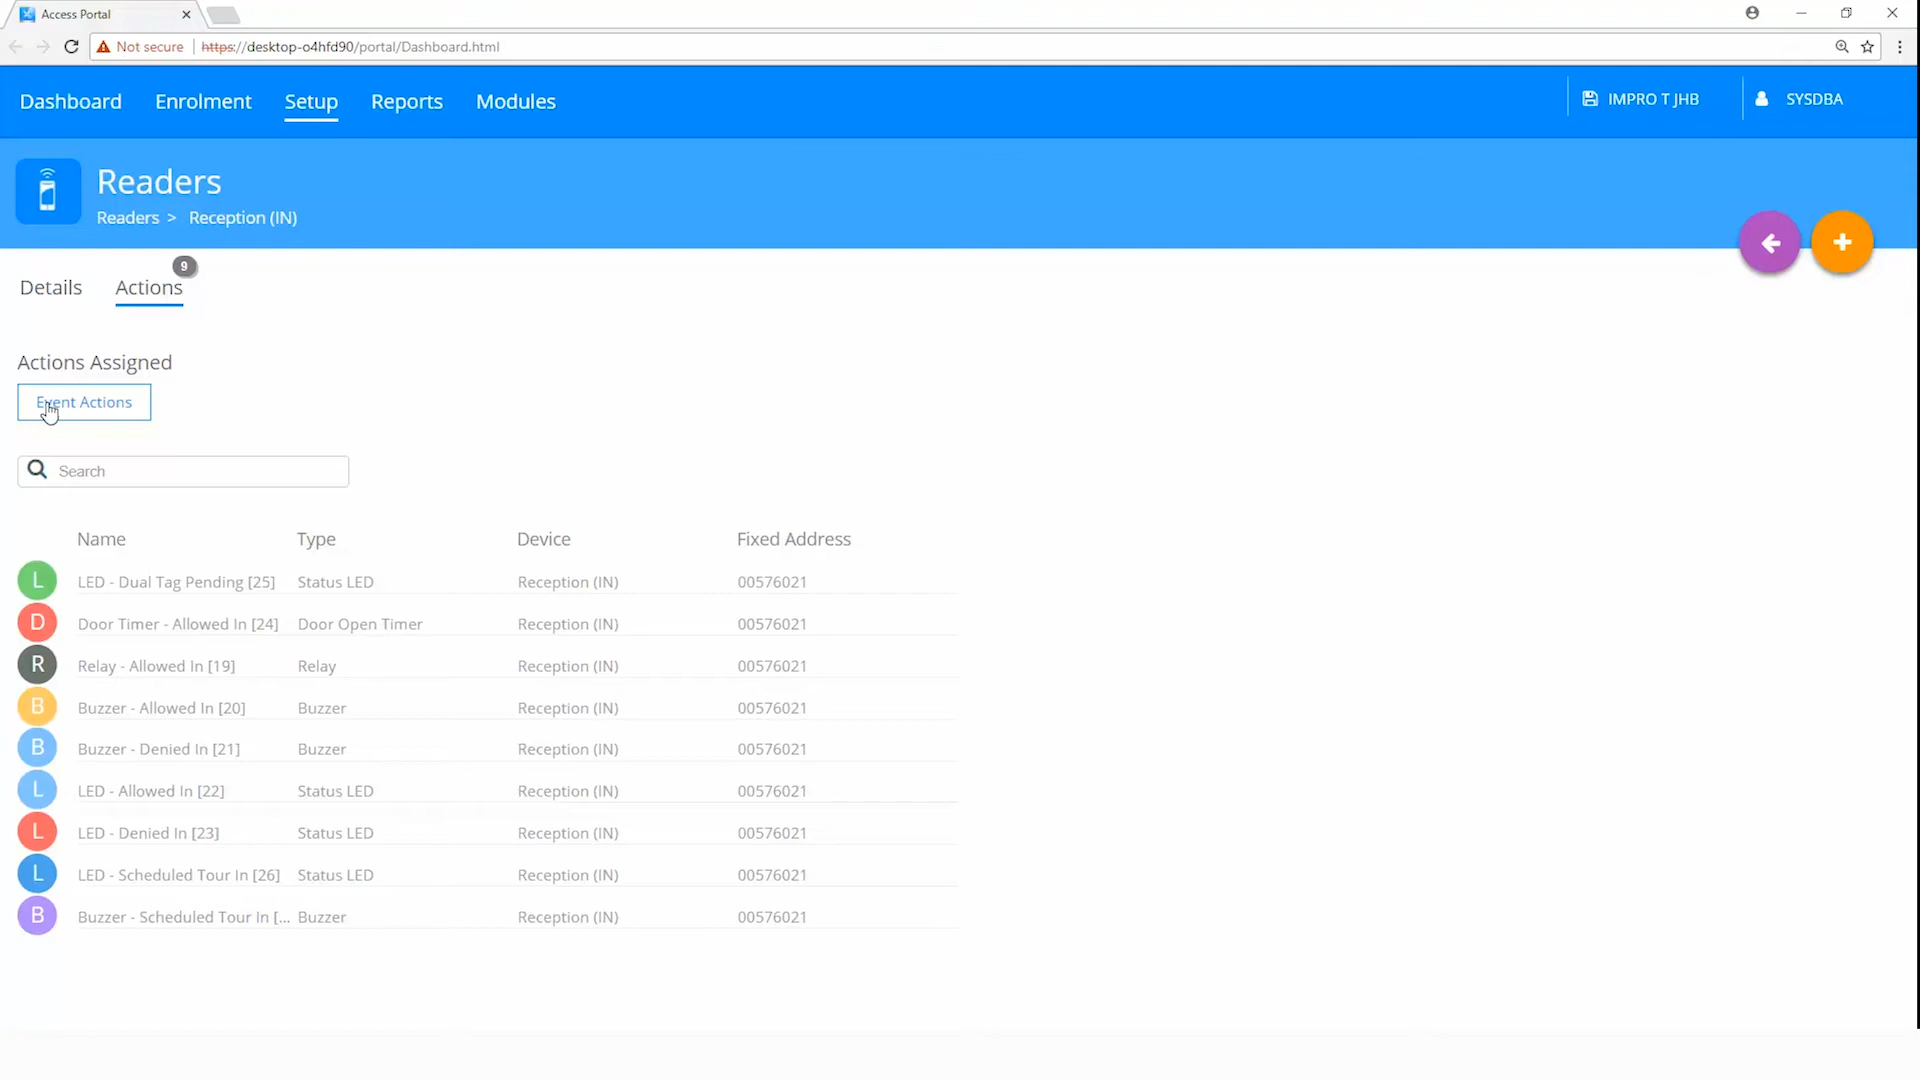 Access Portal
Not secure https://desktop-o4hfd90/portal/Dashboard.html
Dashboard Enrolment Setup Reports Modules IMPRO T JHB SYSDBA
Readers
Readers > Reception (IN)
9
Details Actions
Actions Assigned
Event Actions
Search
Name Type Device Fixed Address
L LED - Dual Tag Pending [25] Status LED Reception (IN) 00576021
D Door Timer - Allowed In [24] Door Open Timer Reception (IN) 00576021
R Relay - Allowed In [19] Relay Reception (IN) 00576021
B Buzzer - Allowed In [20] Buzzer Reception (IN) 00576021
B Buzzer - Denied In [21] Buzzer Reception (IN) 00576021
L LED - Allowed In [22] Status LED Reception (IN) 00576021
L LED - Denied In [23] Status LED Reception (IN) 00576021
L LED - Scheduled Tour In [26] Status LED Reception (IN) 00576021
B Buzzer - Scheduled Tour In [... Buzzer Reception (IN) 00576021